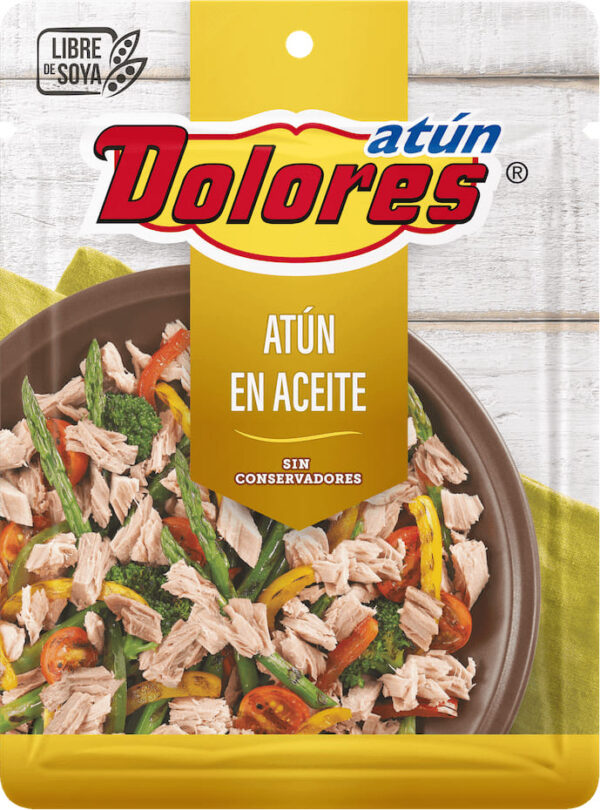 LIBRE
DE SOYA
atún
Dolores®
ATÚN
EN ACEITE
SIN
CONSERVADORES